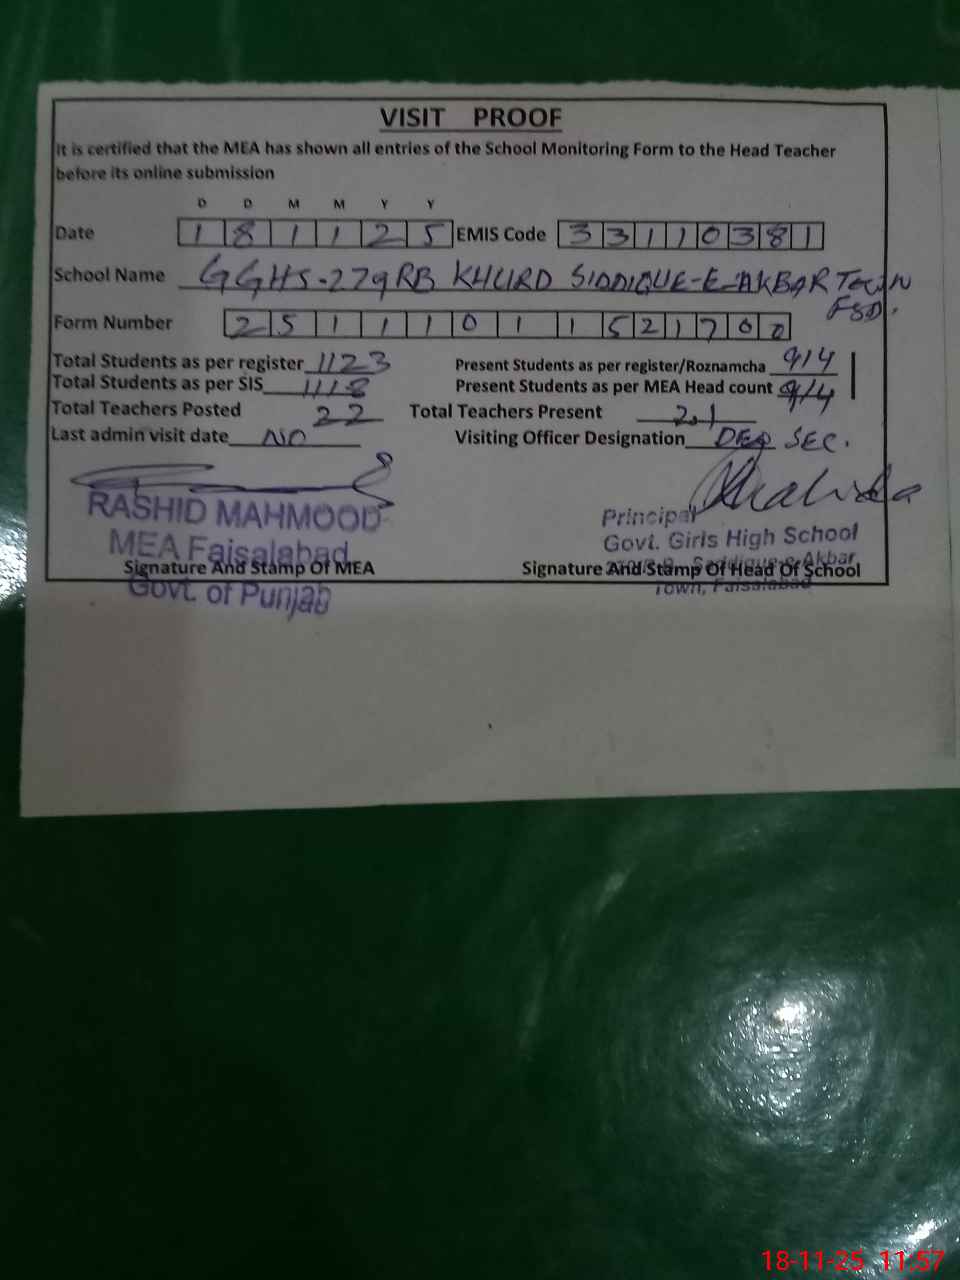 VISIT PROOF
It is certified that the MEA has shown all entries of the School Monitoring Form to the Head Teacher
before its online submission
D D M M Y Y
Date 1 8 1 1 2 5 EMIS Code 3 3 1 1 0 3 8 1
School Name GGHS-279RB KHURD SIDDIQUE-E-AKBAR TOWN
FSD.
Form Number 2 5 1 1 1 0 1 1 5 2 1 7 0 0
Total Students as per register 1123 Present Students as per register/Roznamcha 914
Total Students as per SIS 1118 Present Students as per MEA Head count 914
Total Teachers Posted 22 Total Teachers Present 21
Last admin visit date NO Visiting Officer Designation DEP SEC.
RASHID MAHMOOD
MEA Faisalabad
Govt. of Punjab
Signature And Stamp Of MEA
Principal
Govt. Girls High School
Siddique-e-Akbar
Town, Faisalabad
Signature And Stamp Of Head Of School
18-11-25 11:57